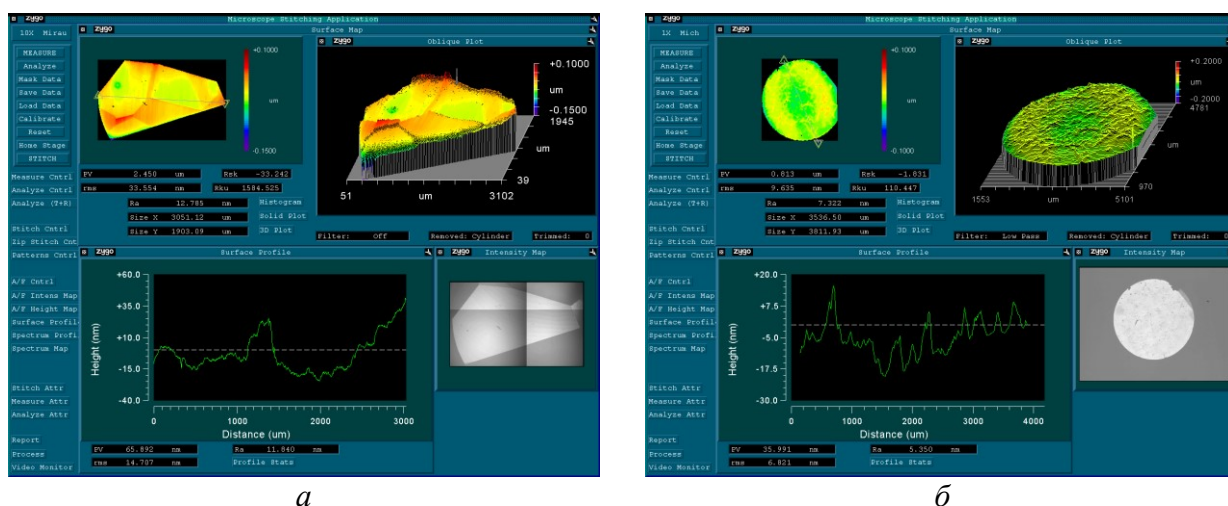 zygo Microscope Stitching Application
10X Mirau
zygo Surface Map
zygo Oblique Plot
MEASURE
Analyze
Mask Data
Save Data
Load Data
Calibrate
Reset
Home Stage
STITCH
+0.1000
um
-0.1500
+0.1000
um
-0.1500
1945
um
39
51 um 3102
Measure Cntrl
Analyze Cntrl
Analyze (T+R)
Stitch Cntrl
Zip Stitch Cnt
Patterns Cntrl
PV 2.450 um Rsk -33.242
rms 33.554 nm Rku 1584.525
Ra 12.785 nm Histogram
Size X 3051.12 um Solid Plot
Size Y 1903.09 um 3D Plot
Filter: Off Removed: Cylinder Trimmed: 0
zygo Surface Profile
zygo Intensity Map
A/F Cntrl
A/F Intens Map
A/F Height Map
Surface Profil
Spectrum Profi
Spectrum Map
Stitch Attr
Measure Attr
Analyze Attr
Report
Process
Video Monitor
+60.0
+35.0
+10.0
-15.0
-40.0
Height (nm)
0 1000 2000 3000
Distance (um)
PV 65.892 nm Ra 11.840 nm
rms 14.707 nm Profile Stats
а
zygo Microscope Stitching Application
1X Mich
zygo Surface Map
zygo Oblique Plot
MEASURE
Analyze
Mask Data
Save Data
Load Data
Calibrate
Reset
Home Stage
STITCH
um
-0.1000
+0.2000
um
-0.2000
4781
um
970
1553 um 5101
Measure Cntrl
Analyze Cntrl
Analyze (T+R)
Stitch Cntrl
Zip Stitch Cnt
Patterns Cntrl
PV 0.813 um Rsk -1.831
rms 9.635 nm Rku 110.447
Ra 7.322 nm Histogram
Size X 3536.50 um Solid Plot
Size Y 3811.93 um 3D Plot
Filter: Low Pass Removed: Cylinder Trimmed: 0
zygo Surface Profile
zygo Intensity Map
A/F Cntrl
A/F Intens Map
A/F Height Map
Surface Profil
Spectrum Profi
Spectrum Map
Stitch Attr
Measure Attr
Analyze Attr
Report
Process
Video Monitor
+20.0
+7.5
-5.0
-17.5
-30.0
Height (nm)
0 1000 2000 3000 4000
Distance (um)
PV 35.991 nm Ra 5.350 nm
rms 6.821 nm Profile Stats
б